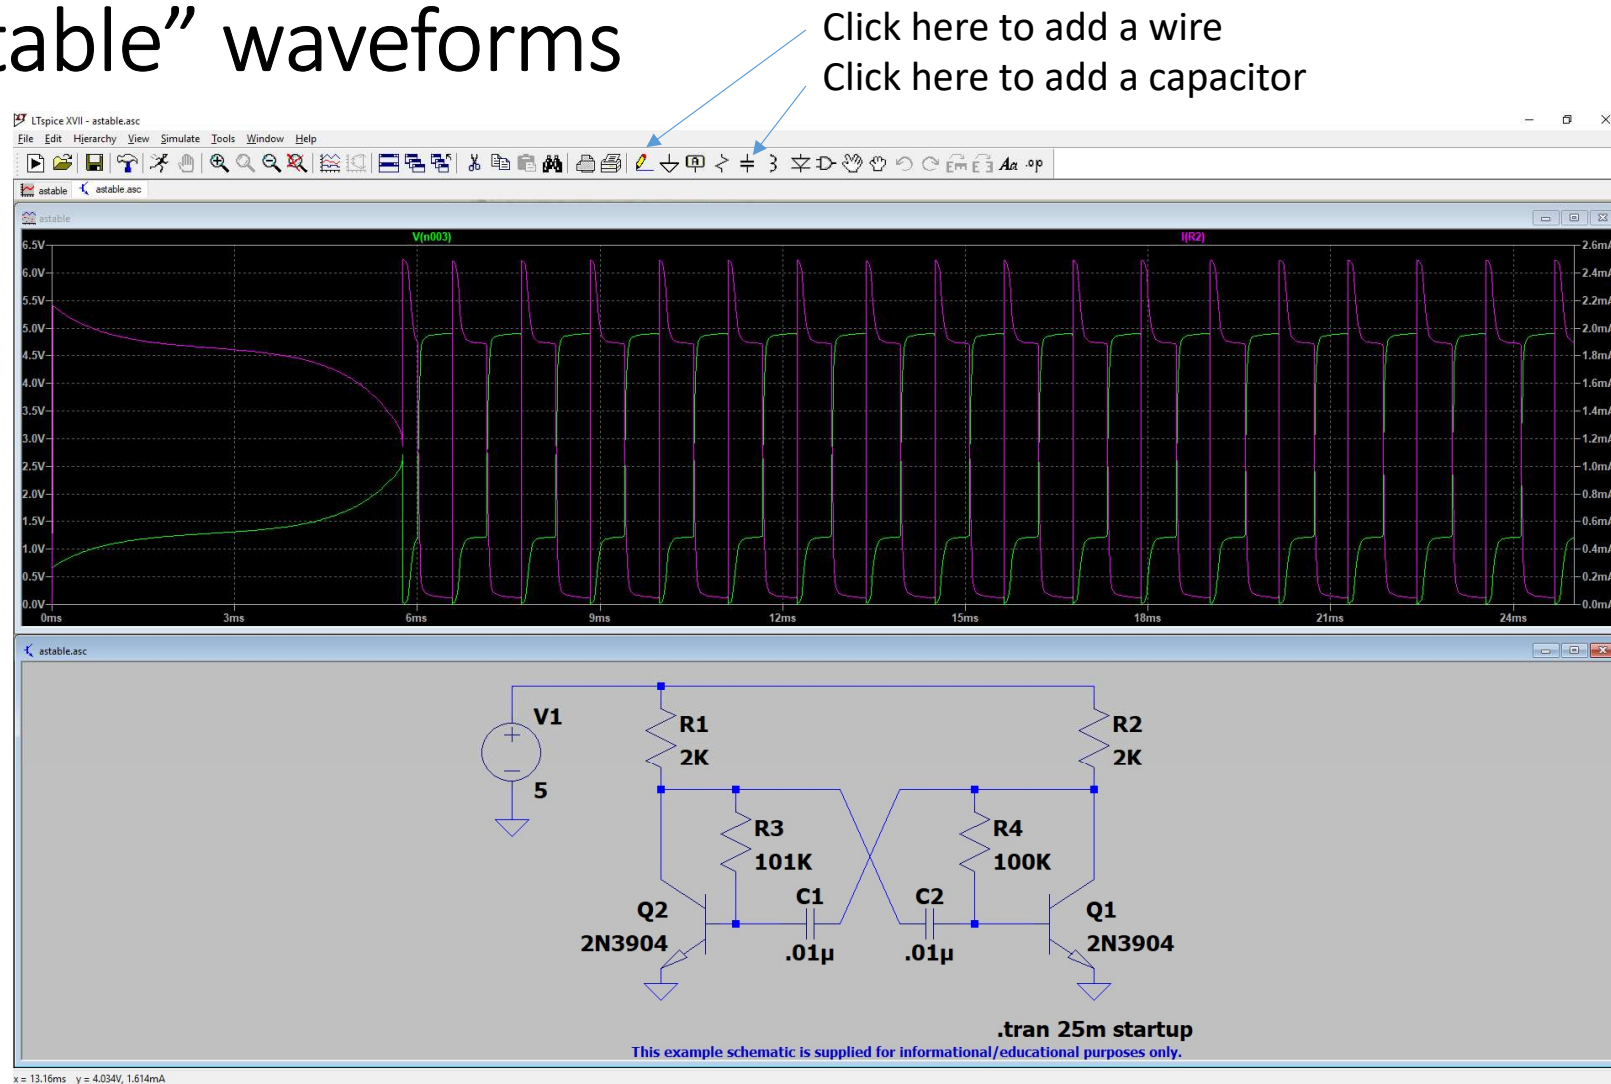 table” waveforms
Click here to add a wire
Click here to add a capacitor
LTspice XVII - astable.asc
File Edit Hierarchy View Simulate Tools Window Help
Aa .op
astable astable.asc
astable
V(n003) I(R2)
6.5V 2.6mA
6.0V 2.4mA
5.5V 2.2mA
5.0V 2.0mA
4.5V 1.8mA
4.0V 1.6mA
3.5V 1.4mA
3.0V 1.2mA
2.5V 1.0mA
2.0V 0.8mA
1.5V 0.6mA
1.0V 0.4mA
0.5V 0.2mA
0.0V 0.0mA
0ms 3ms 6ms 9ms 12ms 15ms 18ms 21ms 24ms
astable.asc
V1
5
R1
2K
R2
2K
R3
101K
R4
100K
C1
.01µ
C2
.01µ
Q2
2N3904
Q1
2N3904
.tran 25m startup
This example schematic is supplied for informational/educational purposes only.
x = 13.16ms y = 4.034V, 1.614mA